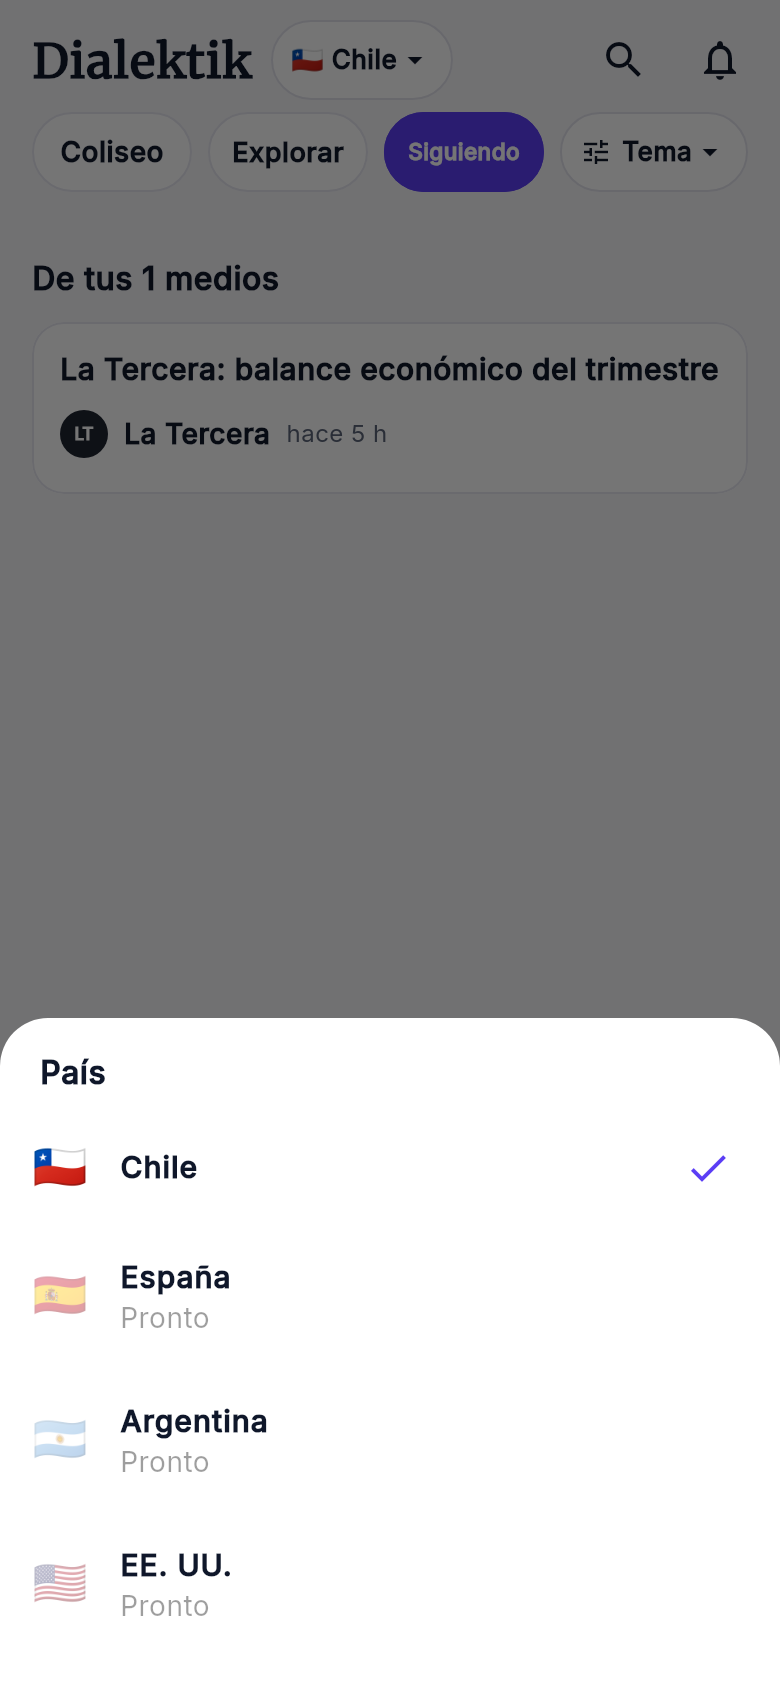 Dialektik
Chile
Coliseo
Explorar
Siguiendo
Tema
De tus 1 medios
La Tercera: balance económico del trimestre
LT La Tercera hace 5 h
País
Chile
España
Pronto
Argentina
Pronto
EE. UU.
Pronto